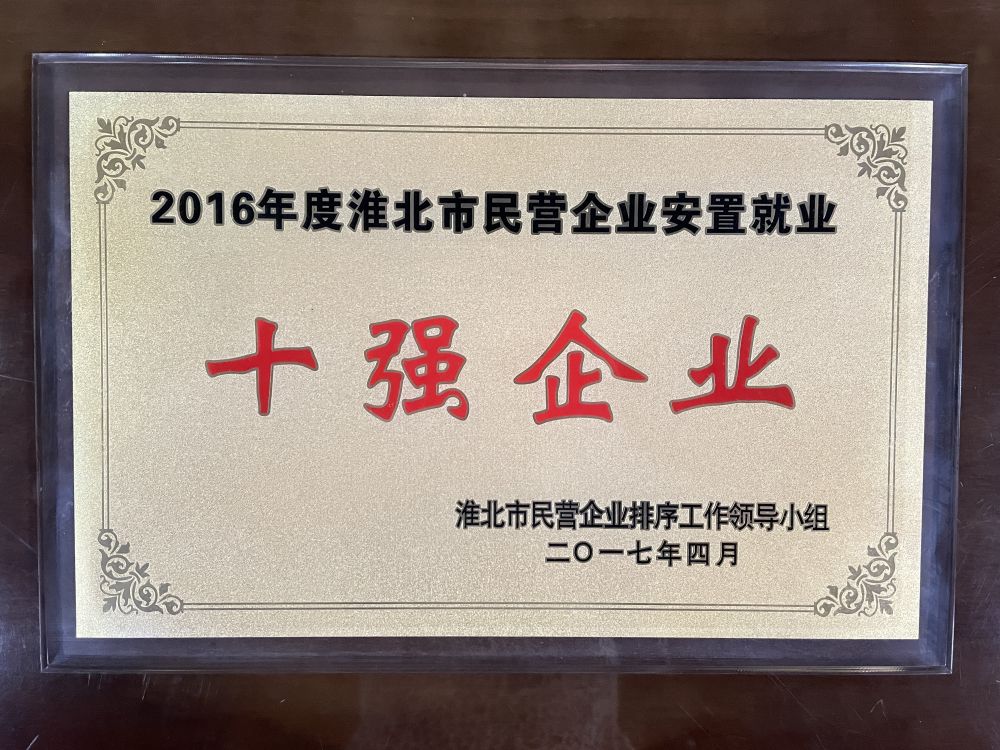 2016年度淮北市民营企业安置就业
十强企业
淮北市民营企业排序工作领导小组
二〇一七年四月